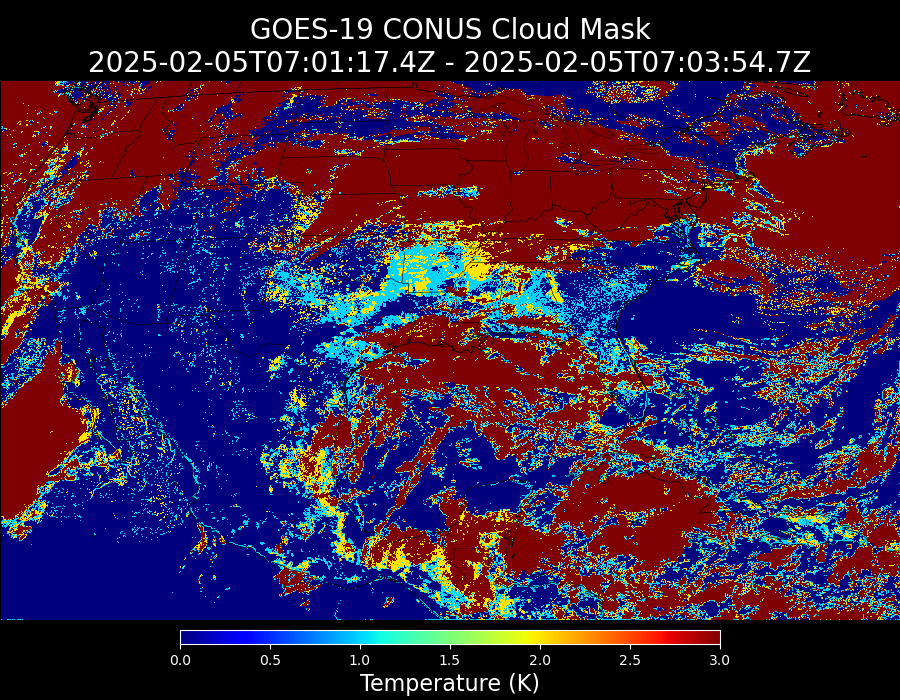 GOES-19 CONUS Cloud Mask
2025-02-05T07:01:17.4Z - 2025-02-05T07:03:54.7Z
0.0 0.5 1.0 1.5 2.0 2.5 3.0
Temperature (K)